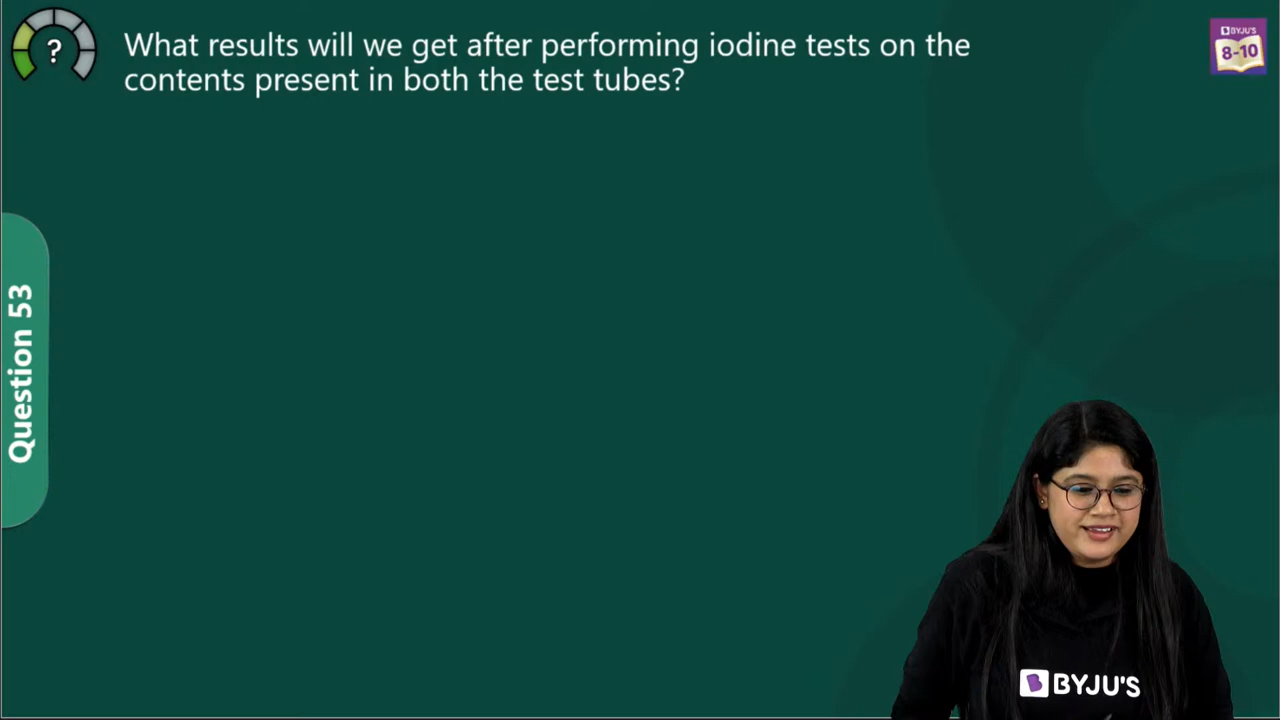 ?
What results will we get after performing iodine tests on the
contents present in both the test tubes?
BYJU'S
8-10
Question 53
BYJU'S